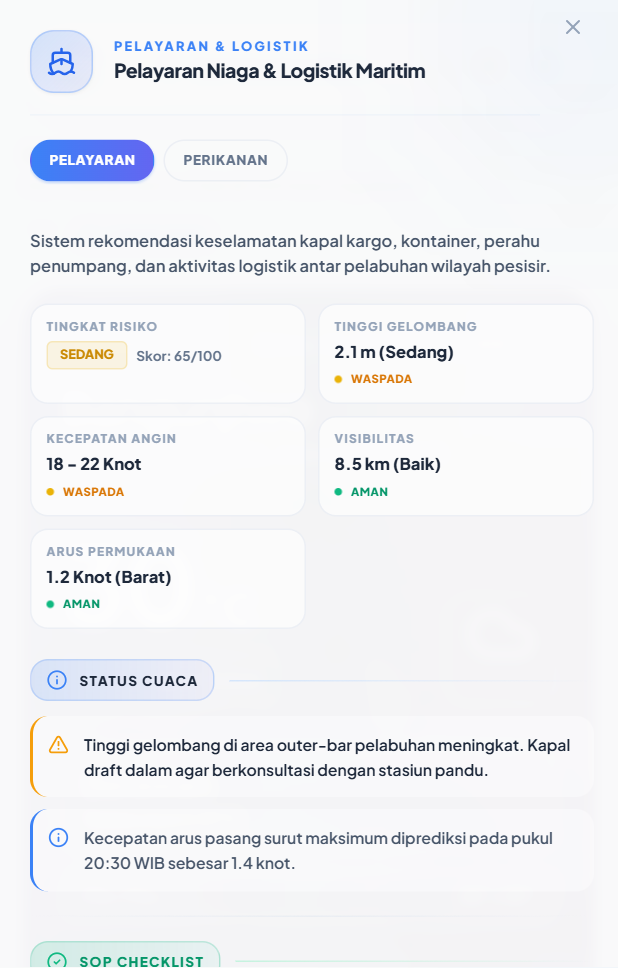 PELAYARAN & LOGISTIK
Pelayaran Niaga & Logistik Maritim
PELAYARAN
PERIKANAN
Sistem rekomendasi keselamatan kapal kargo, kontainer, perahu
penumpang, dan aktivitas logistik antar pelabuhan wilayah pesisir.
TINGKAT RISIKO
SEDANG Skor: 65/100
TINGGI GELOMBANG
2.1 m (Sedang)
WASPADA
KECEPATAN ANGIN
18 – 22 Knot
WASPADA
VISIBILITAS
8.5 km (Baik)
AMAN
ARUS PERMUKAAN
1.2 Knot (Barat)
AMAN
STATUS CUACA
Tinggi gelombang di area outer-bar pelabuhan meningkat. Kapal
draft dalam agar berkonsultasi dengan stasiun pandu.
Kecepatan arus pasang surut maksimum diprediksi pada pukul
20:30 WIB sebesar 1.4 knot.
SOP CHECKLIST